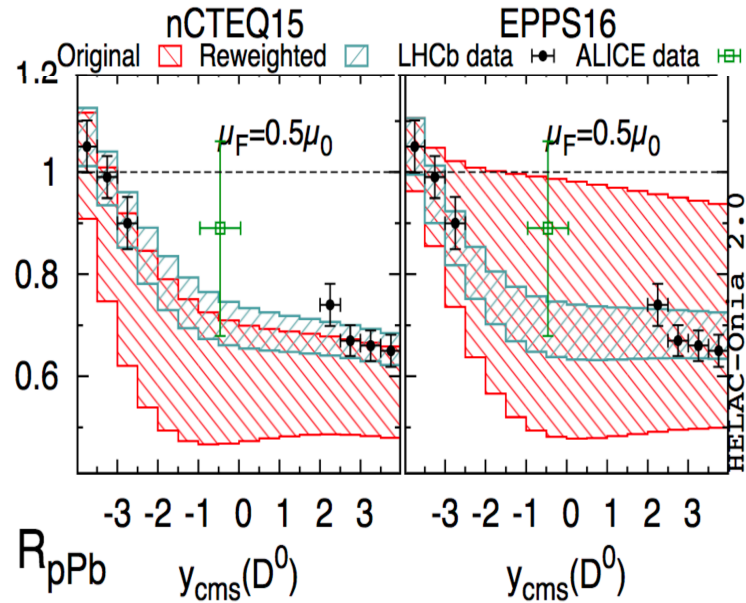 nCTEQ15 EPPS16
Original Reweighted LHCb data ALICE data
1.2
μF=0.5μ0 μF=0.5μ0
1
0.8
0.6
HELAC-Onia 2.0
-3 -2 -1 0 1 2 3 -3 -2 -1 0 1 2 3
RpPb ycms(D0) ycms(D0)